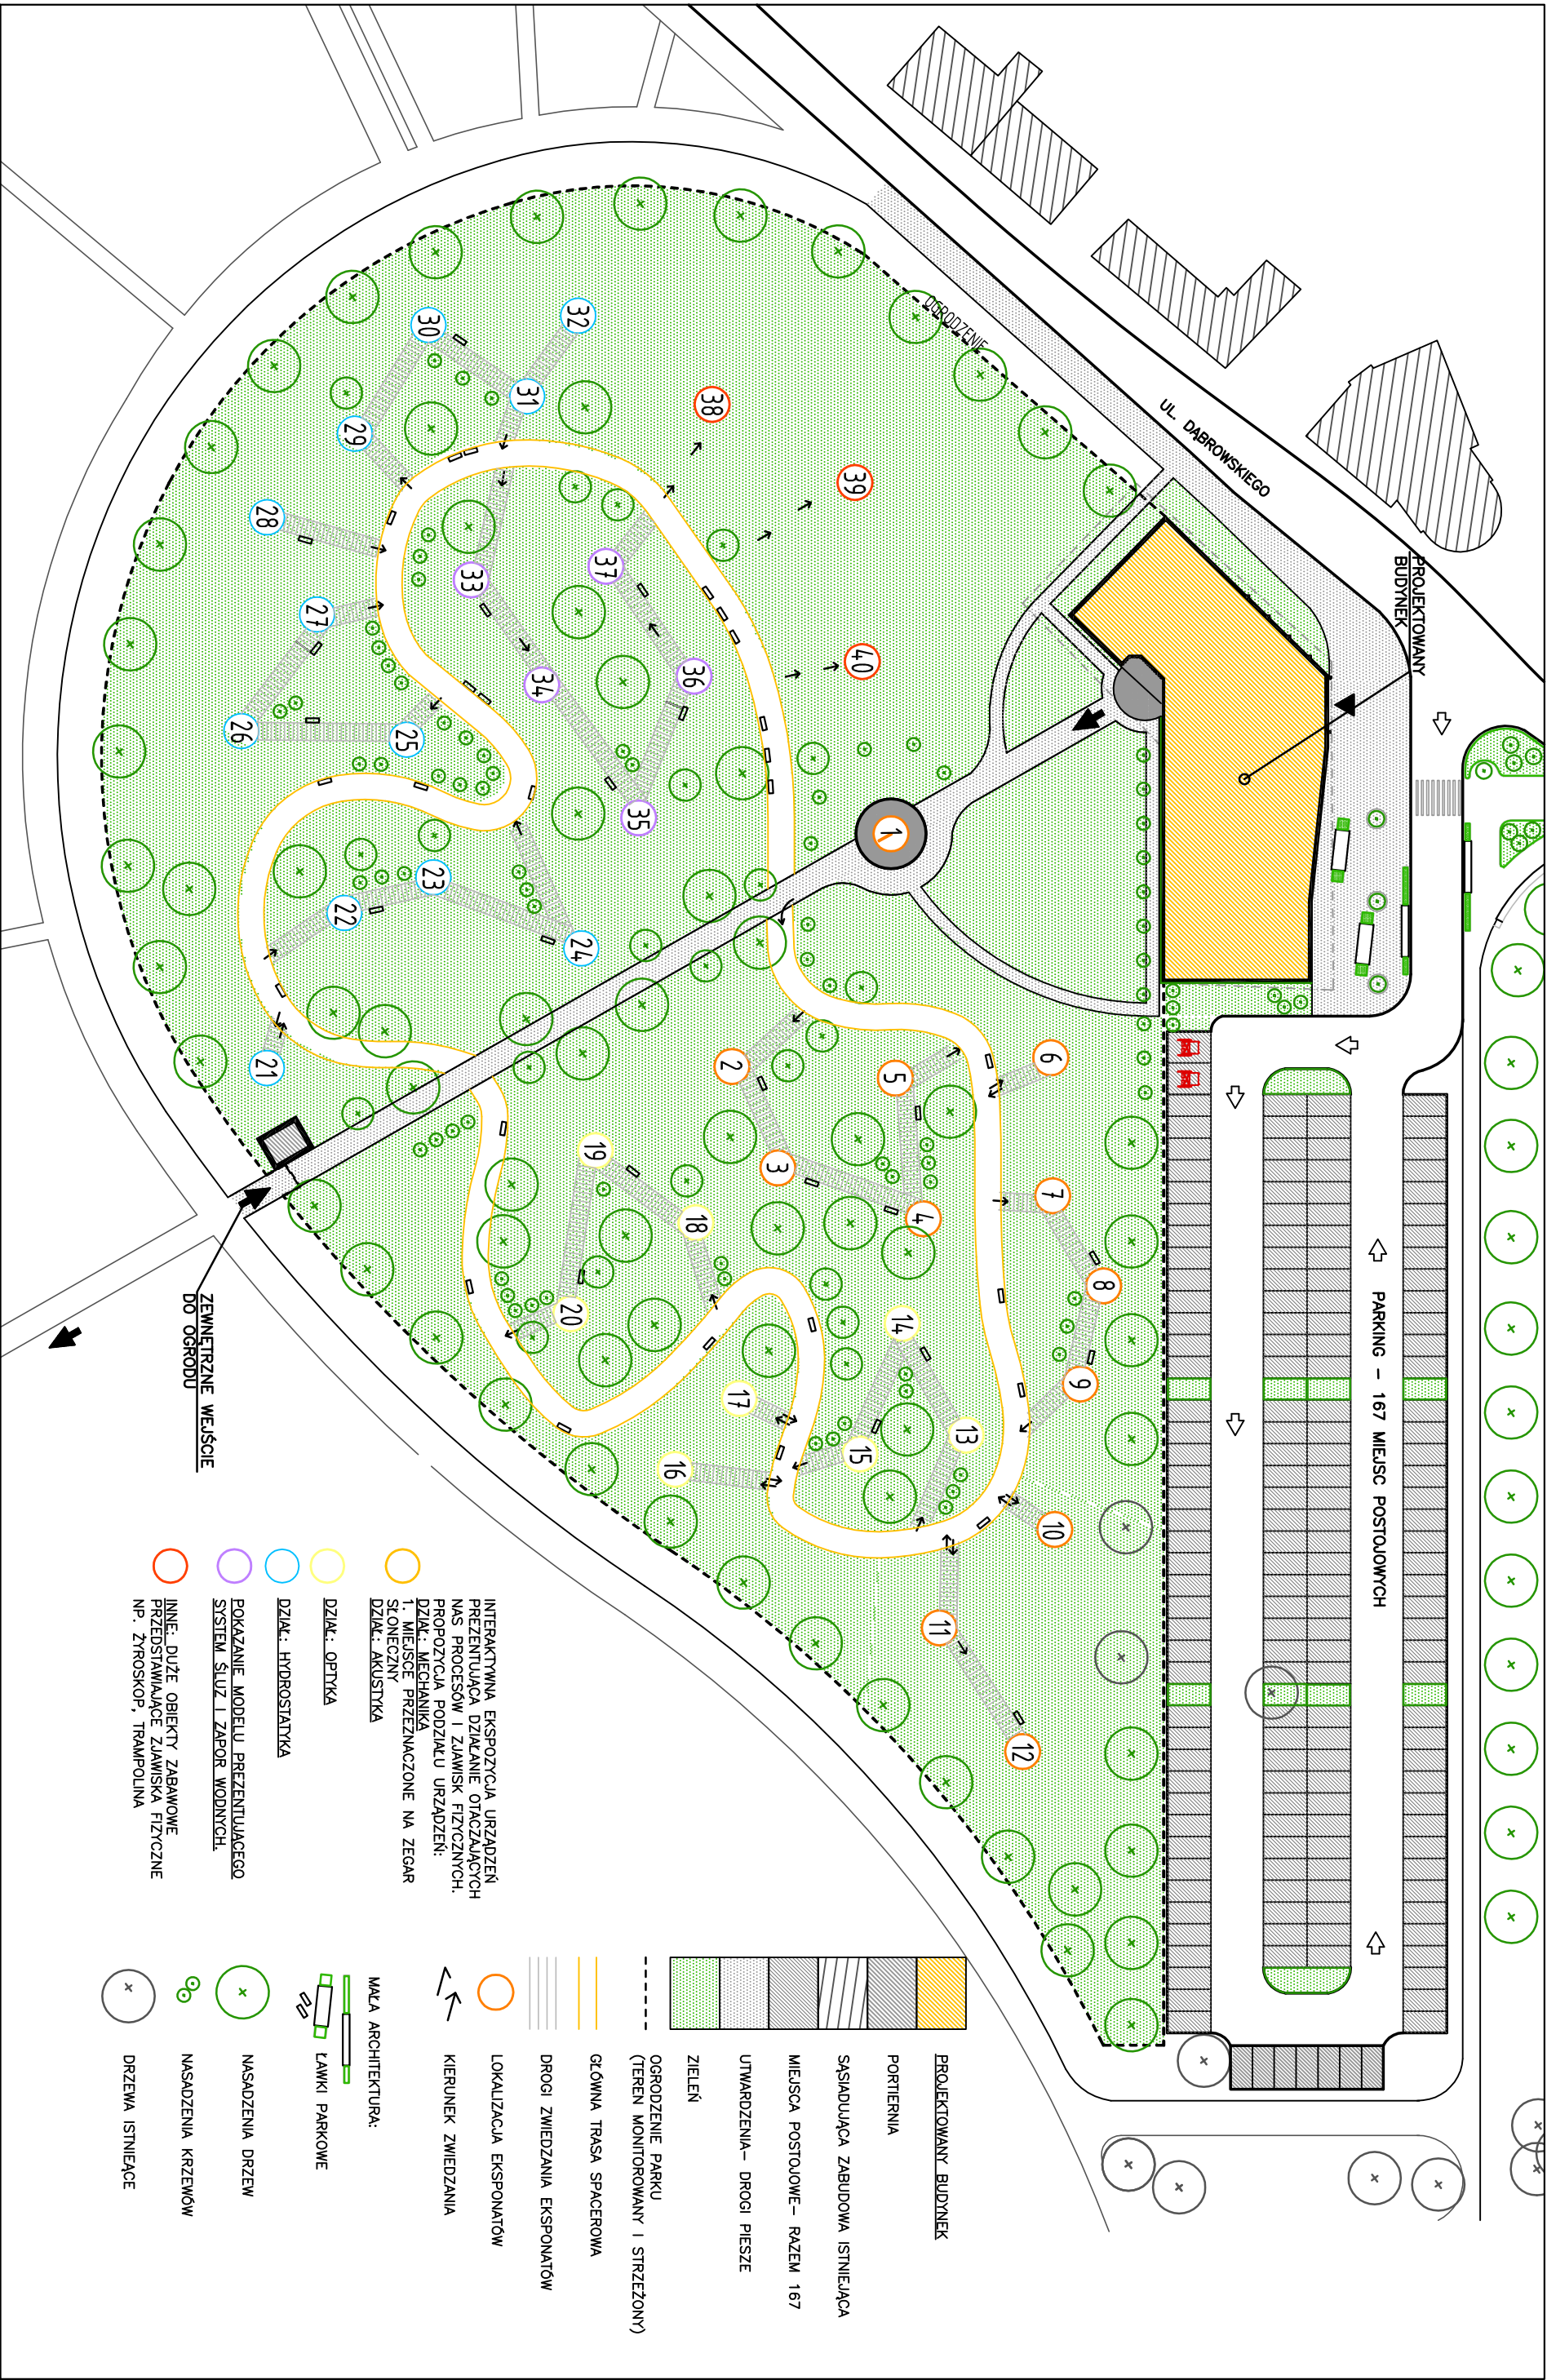 UL. DĄBROWSKIEGO
PROJEKTOWANY
BUDYNEK
OGRODZENIE
PARKING – 167 MIEJSC POSTOJOWYCH
ZEWNĘTRZNE WEJŚCIE
DO OGRODU
1
2
3
4
5
6
7
8
9
10
11
12
13
14
15
16
17
18
19
20
21
22
23
24
25
26
27
28
29
30
31
32
33
34
35
36
37
38
39
40
INTERAKTYWNA EKSPOZYCJA URZĄDZEŃ
PREZENTUJĄCA DZIAŁANIE OTACZAJĄCYCH
NAS PROCESÓW I ZJAWISK FIZYCZNYCH.
PROPOZYCJA PODZIAŁU URZĄDZEŃ:
DZIAŁ: MECHANIKA
1. MIEJSCE PRZEZNACZONE NA ZEGAR
SŁONECZNY
DZIAŁ: AKUSTYKA
DZIAŁ: OPTYKA
DZIAŁ: HYDROSTATYKA
POKAZANIE MODELU PREZENTUJĄCEGO
SYSTEM ŚLUZ I ZAPOR WODNYCH.
INNE: DUŻE OBIEKTY ZABAWOWE
PRZEDSTAWIAJĄCE ZJAWISKA FIZYCZNE
NP. ŻYROSKOP, TRAMPOLINA
PROJEKTOWANY BUDYNEK
PORTIERNIA
SĄSIADUJĄCA ZABUDOWA ISTNIEJĄCA
MIEJSCA POSTOJOWE– RAZEM 167
UTWARDZENIA– DROGI PIESZE
ZIELEŃ
OGRODZENIE PARKU
(TEREN MONITOROWANY I STRZEŻONY)
GŁÓWNA TRASA SPACEROWA
DROGI ZWIEDZANIA EKSPONATÓW
LOKALIZACJA EKSPONATÓW
KIERUNEK ZWIEDZANIA
MAŁA ARCHITEKTURA:
ŁAWKI PARKOWE
NASADZENIA DRZEW
NASADZENIA KRZEWÓW
DRZEWA ISTNIEĄCE